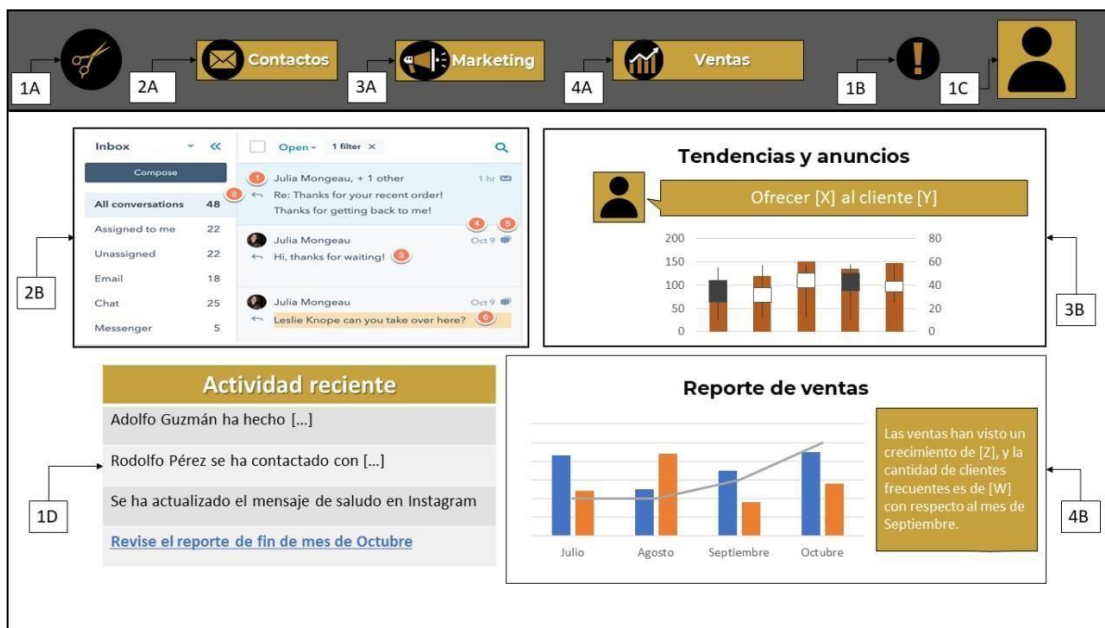 Contactos
Marketing
Ventas
1A
2A
3A
4A
1B
1C
Inbox
Compose
All conversations 48
Assigned to me 22
Unassigned 22
Email 18
Chat 25
Messenger 5
Open
1 filter ×
1
Julia Mongeau, + 1 other
1 hr
2
Re: Thanks for your recent order!
Thanks for getting back to me!
4
5
Julia Mongeau
Oct 9
Hi, thanks for waiting!
3
Julia Mongeau
Oct 9
Leslie Knope can you take over here?
6
2B
Tendencias y anuncios
Ofrecer [X] al cliente [Y]
200
150
100
50
0
80
60
40
20
0
3B
Actividad reciente
Adolfo Guzmán ha hecho [...]
Rodolfo Pérez se ha contactado con [...]
Se ha actualizado el mensaje de saludo en Instagram
Revise el reporte de fin de mes de Octubre
1D
Reporte de ventas
Julio
Agosto
Septiembre
Octubre
Las ventas han visto un
crecimiento de [Z], y la
cantidad de clientes
frecuentes es de [W]
con respecto al mes de
Septiembre.
4B